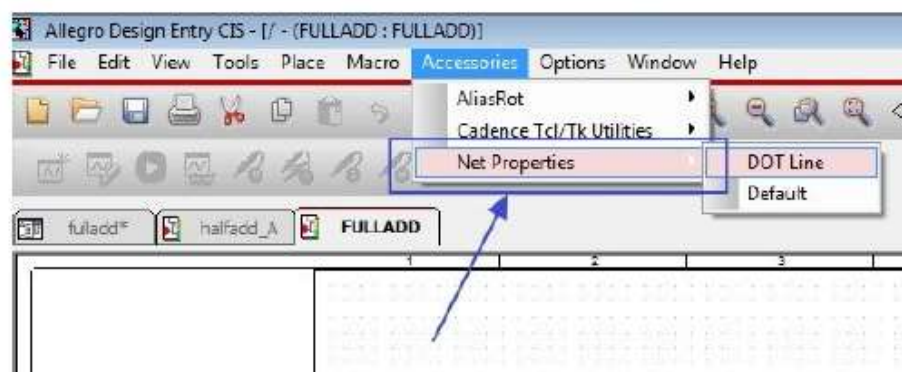 Allegro Design Entry CIS - [/ - (FULLADD : FULLADD)]
File Edit View Tools Place Macro Accessories Options Window Help
AliasRot
Cadence Tcl/Tk Utilities
Net Properties
DOT Line
Default
fulladd* halfadd_A FULLADD
1 2 3